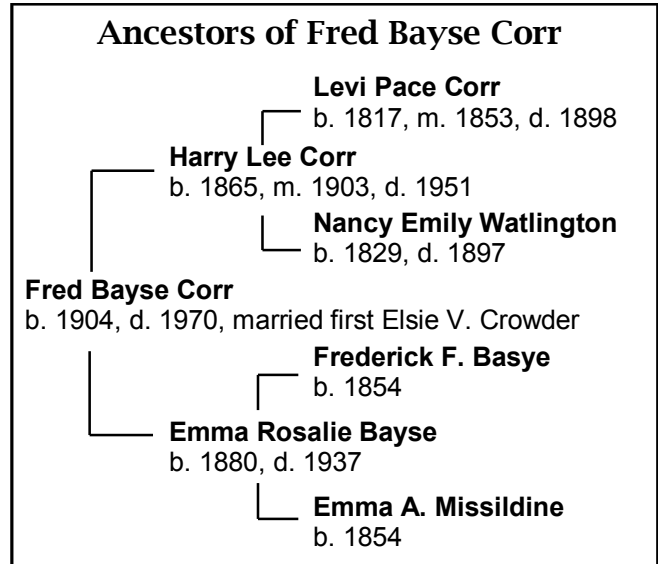 Ancestors of Fred Bayse Corr
Levi Pace Corr
b. 1817, m. 1853, d. 1898
Harry Lee Corr
b. 1865, m. 1903, d. 1951
Nancy Emily Watlington
b. 1829, d. 1897
Fred Bayse Corr
b. 1904, d. 1970, married first Elsie V. Crowder
Frederick F. Basye
b. 1854
Emma Rosalie Bayse
b. 1880, d. 1937
Emma A. Missildine
b. 1854